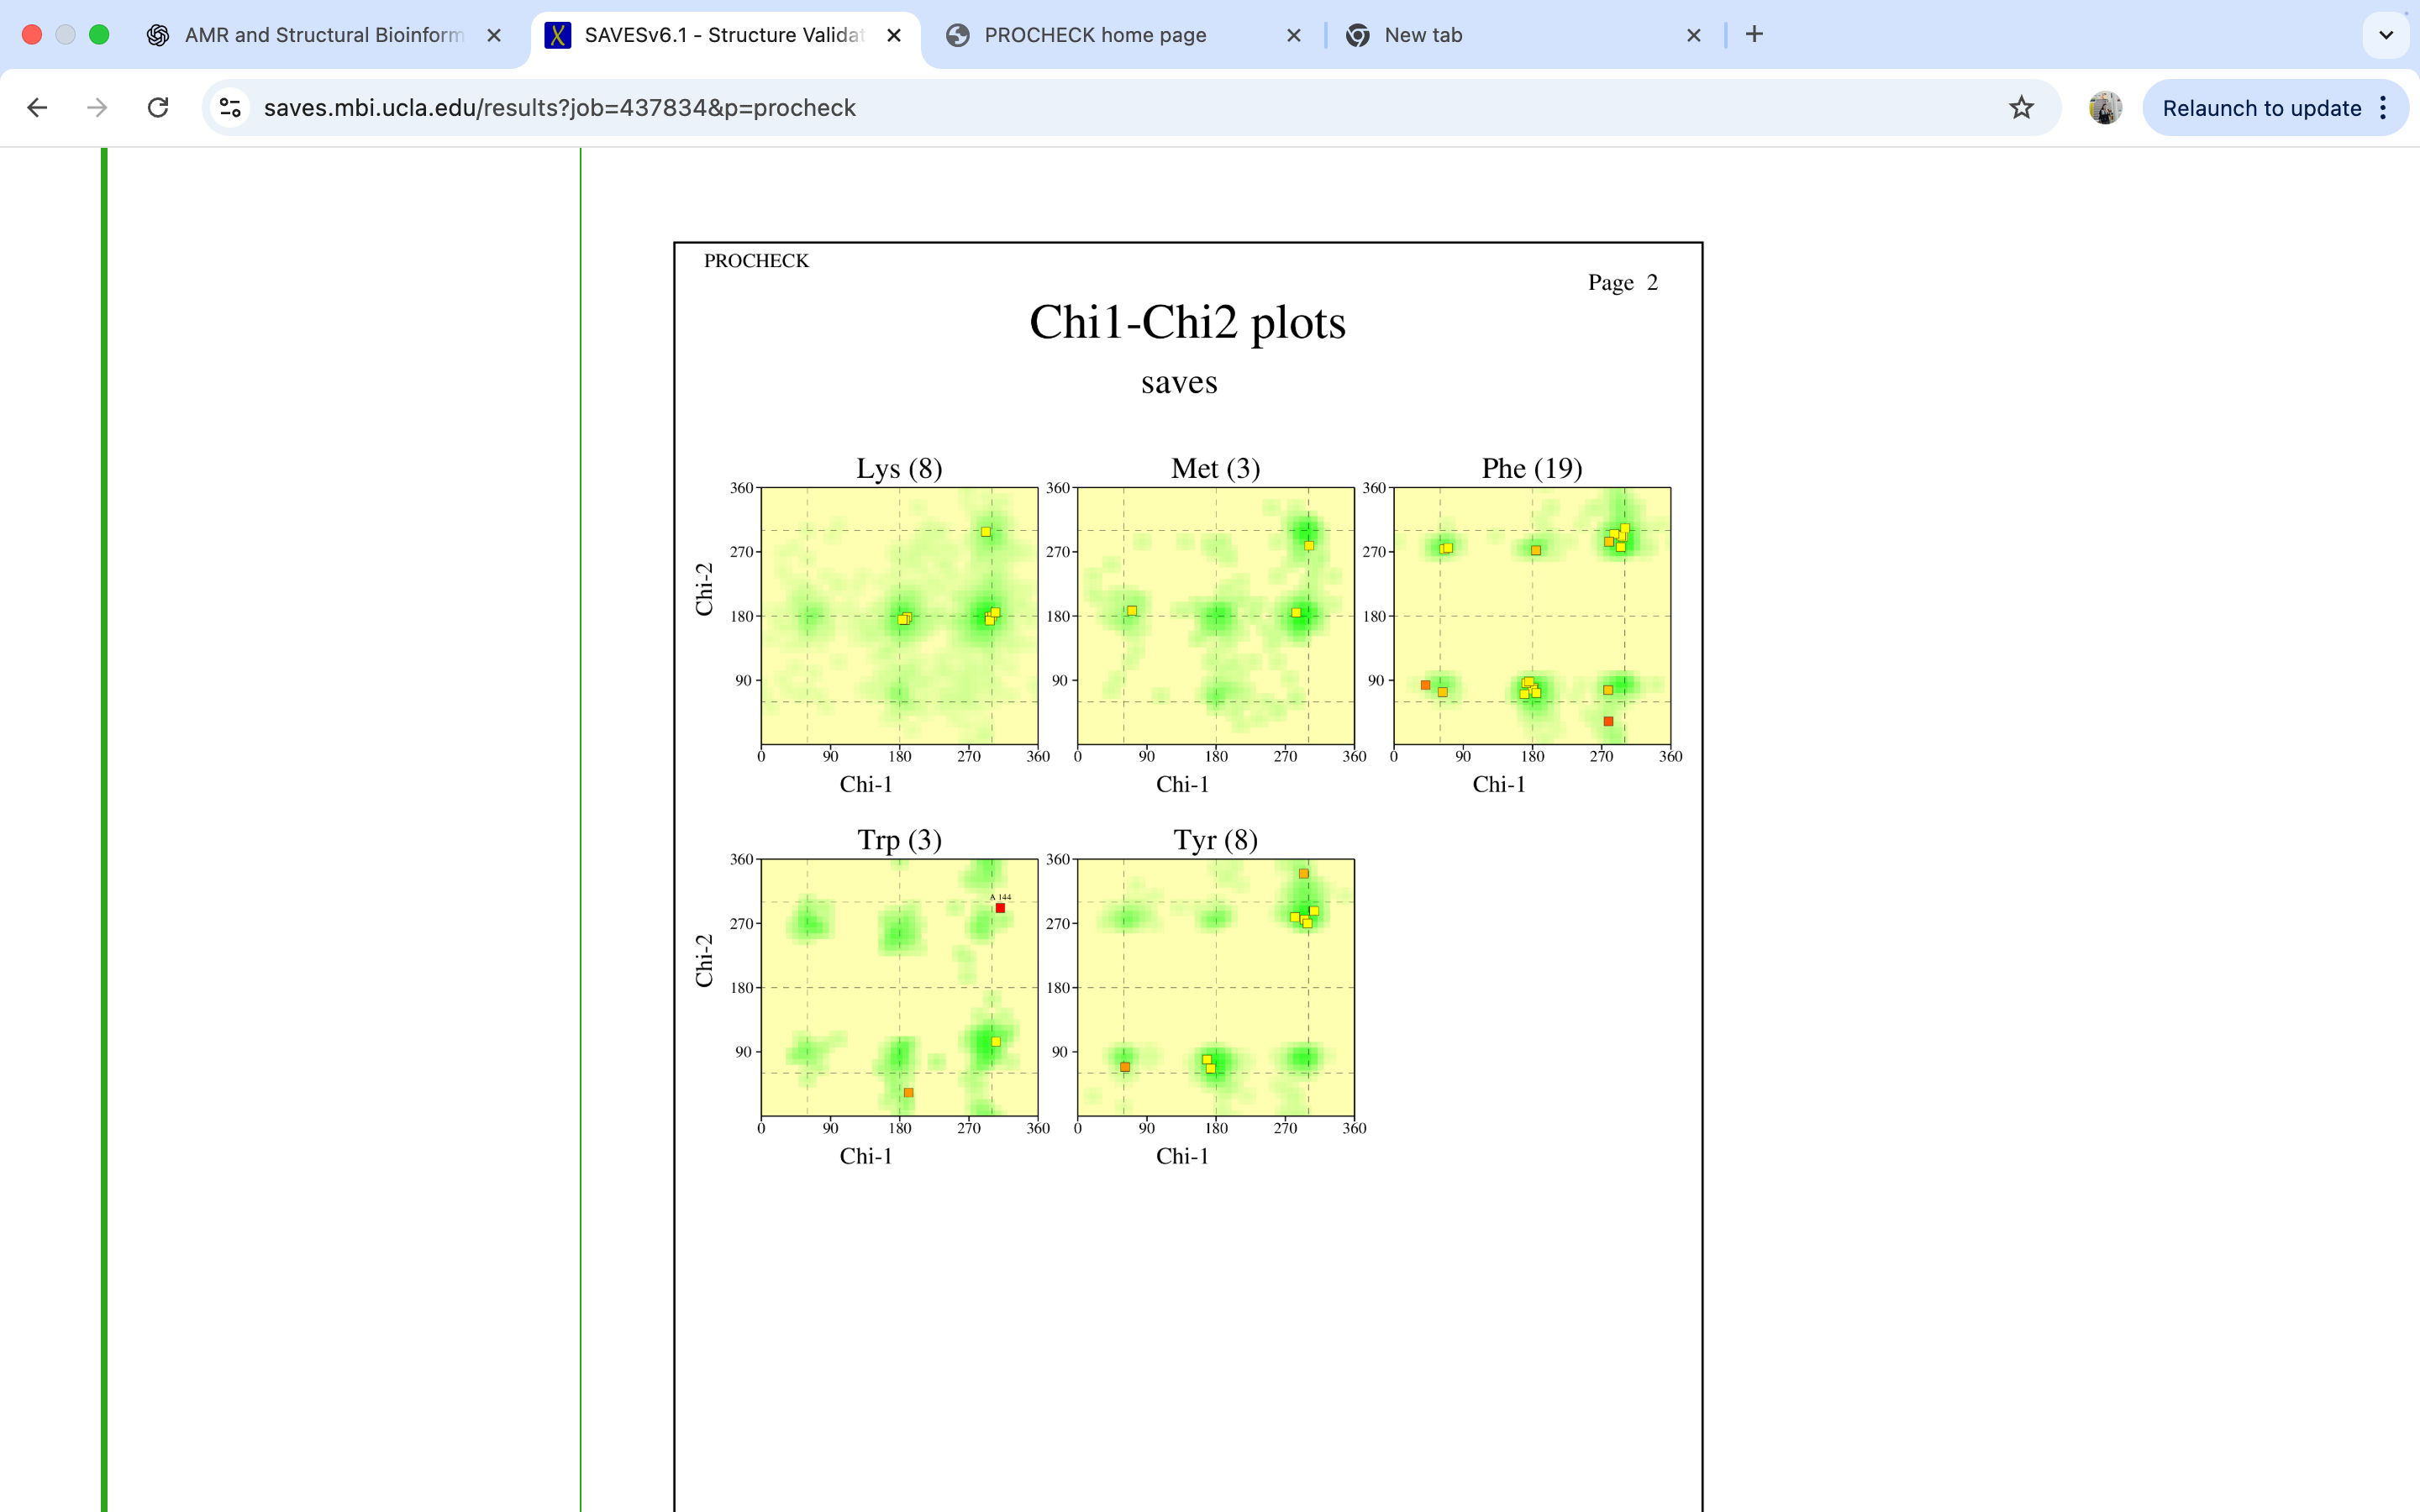 AMR and Structural Bioinform
SAVESv6.1 - Structure Validat
PROCHECK home page
New tab
saves.mbi.ucla.edu/results?job=437834&p=procheck
Relaunch to update
PROCHECK
Page 2
Chi1-Chi2 plots
saves
Lys (8) Met (3) Phe (19)
360 360 360
270 270 270
Chi-2
180 180 180
90 90 90
0 90 180 270 360 0 90 180 270 360 0 90 180 270 360
Chi-1 Chi-1 Chi-1
Trp (3) Tyr (8)
360 360
A 144
270 270
Chi-2
180 180
90 90
0 90 180 270 360 0 90 180 270 360
Chi-1 Chi-1